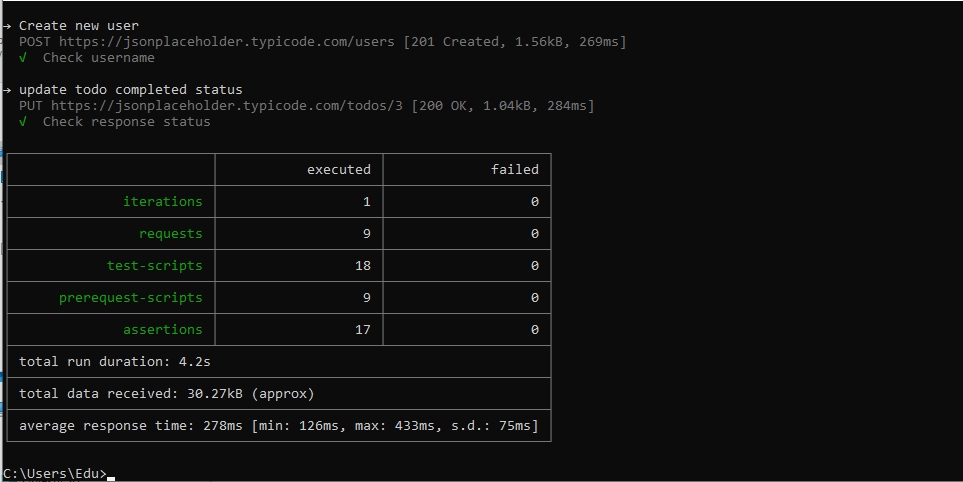 → Create new user
POST https://jsonplaceholder.typicode.com/users [201 Created, 1.56kB, 269ms]
√ Check username
→ update todo completed status
PUT https://jsonplaceholder.typicode.com/todos/3 [200 OK, 1.04kB, 284ms]
√ Check response status
executed failed
iterations 1 0
requests 9 0
test-scripts 18 0
prerequest-scripts 9 0
assertions 17 0
total run duration: 4.2s
total data received: 30.27kB (approx)
average response time: 278ms [min: 126ms, max: 433ms, s.d.: 75ms]
C:\Users\Edu>